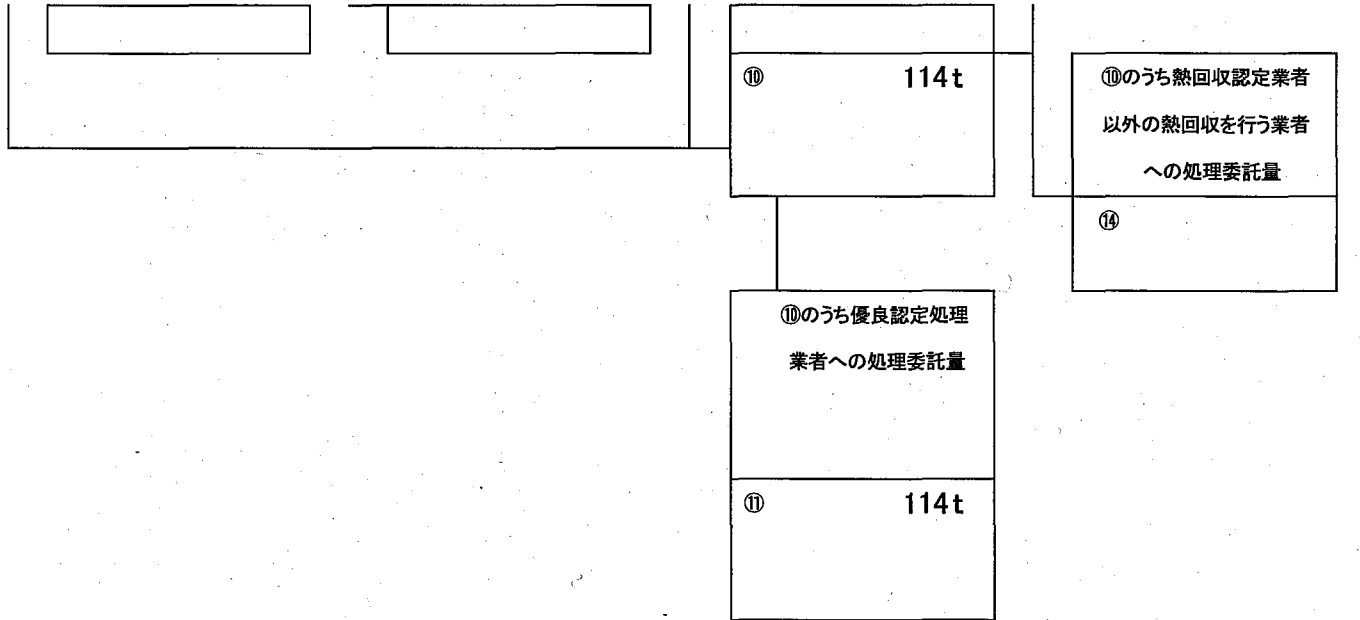 ⑩ 114t
⑩のうち熱回収認定業者
以外の熱回収を行う業者
への処理委託量
⑭
⑩のうち優良認定処理
業者への処理委託量
⑪ 114t